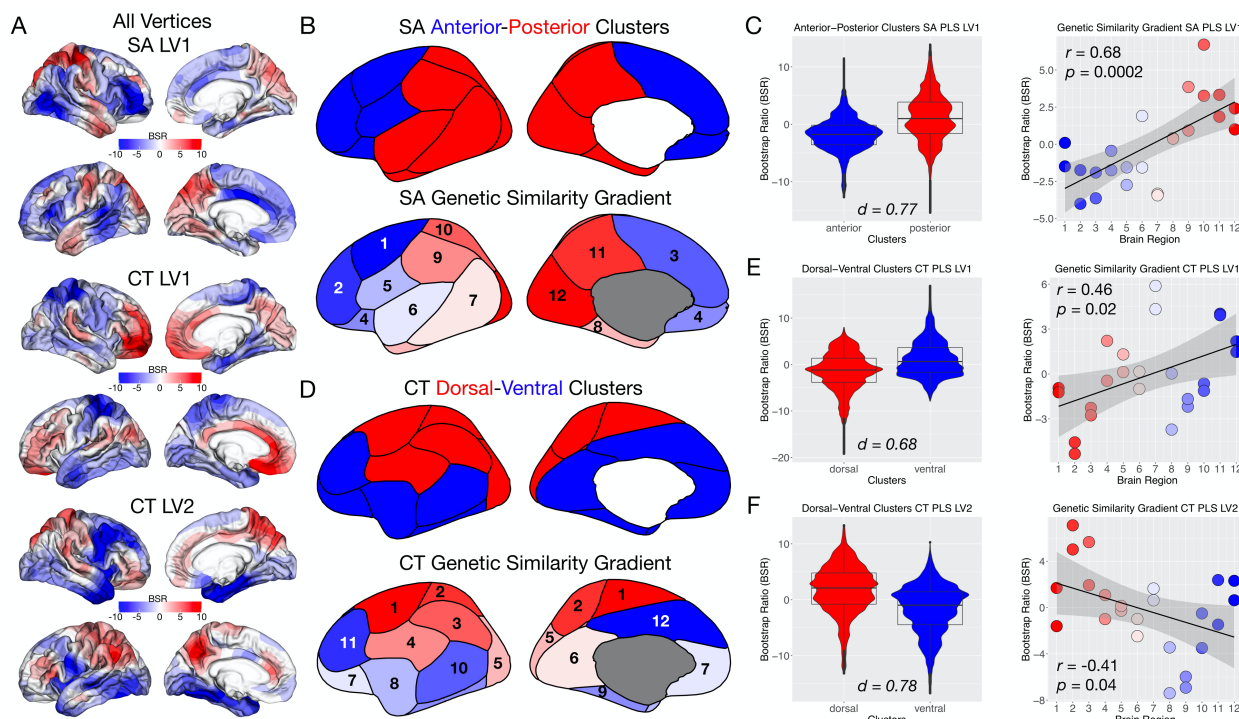 A
All Vertices
SA LV1
BSR
-10 -5 0 5 10
CT LV1
BSR
-10 -5 0 5 10
CT LV2
BSR
-10 -5 0 5 10
B
SA Anterior-Posterior Clusters
SA Genetic Similarity Gradient
1
2
3
4
4
5
6
7
8
9
10
11
12
D
CT Dorsal-Ventral Clusters
CT Genetic Similarity Gradient
1
1
2
2
3
4
5
5
6
7
7
8
9
10
11
12
C
Anterior−Posterior Clusters SA PLS LV1
Bootstrap Ratio (BSR)
10
0
−10
d = 0.77
anterior posterior
Clusters
Genetic Similarity Gradient SA PLS LV1
Bootstrap Ratio (BSR)
r = 0.68
p = 0.0002
5.0
2.5
0.0
−2.5
−5.0
1 2 3 4 5 6 7 8 9 10 11 12
Brain Region
E
Dorsal−Ventral Clusters CT PLS LV1
Bootstrap Ratio (BSR)
10
0
−10
−20
d = 0.68
dorsal ventral
Clusters
Genetic Similarity Gradient CT PLS LV1
Bootstrap Ratio (BSR)
r = 0.46
p = 0.02
6
3
0
−3
1 2 3 4 5 6 7 8 9 10 11 12
Brain Region
F
Dorsal−Ventral Clusters CT PLS LV2
Bootstrap Ratio (BSR)
10
0
−10
d = 0.78
dorsal ventral
Clusters
Genetic Similarity Gradient CT PLS LV2
Bootstrap Ratio (BSR)
4
0
−4
−8
r = -0.41
p = 0.04
1 2 3 4 5 6 7 8 9 10 11 12
Brain Region